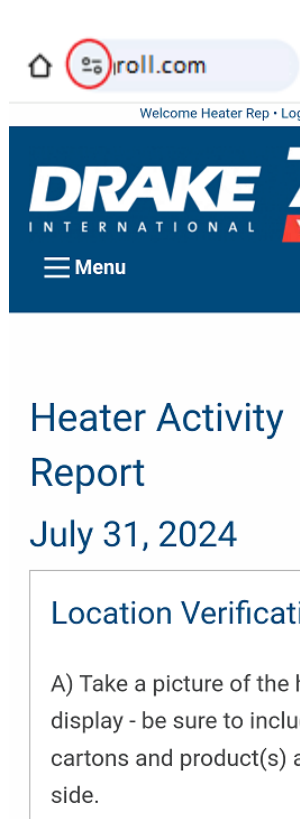 roll.com
Welcome Heater Rep • Log
DRAKE
INTERNATIONAL
Menu
Heater Activity
Report
July 31, 2024
Location Verificati
A) Take a picture of the h
display - be sure to inclu
cartons and product(s) a
side.